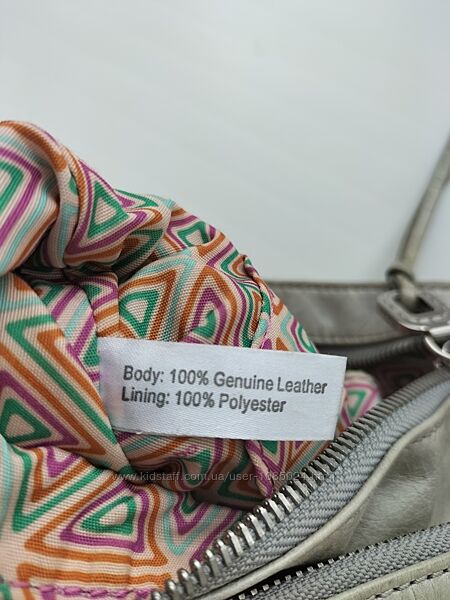 Body: 100% Genuine Leather
Lining: 100% Polyester